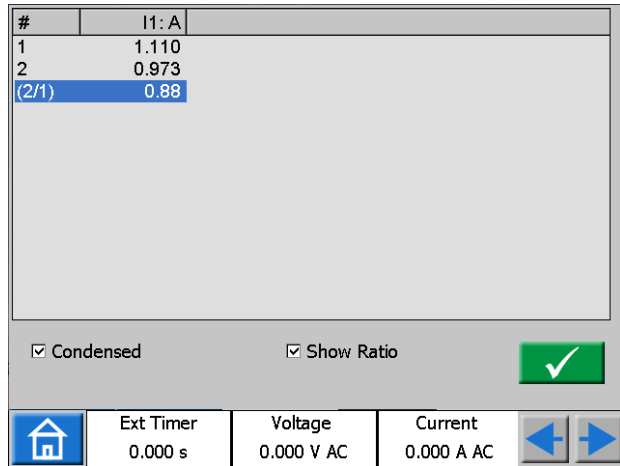 # I1: A
1 1.110
2 0.973
(2/1) 0.88
Condensed Show Ratio
Ext Timer Voltage Current
0.000 s 0.000 V AC 0.000 A AC